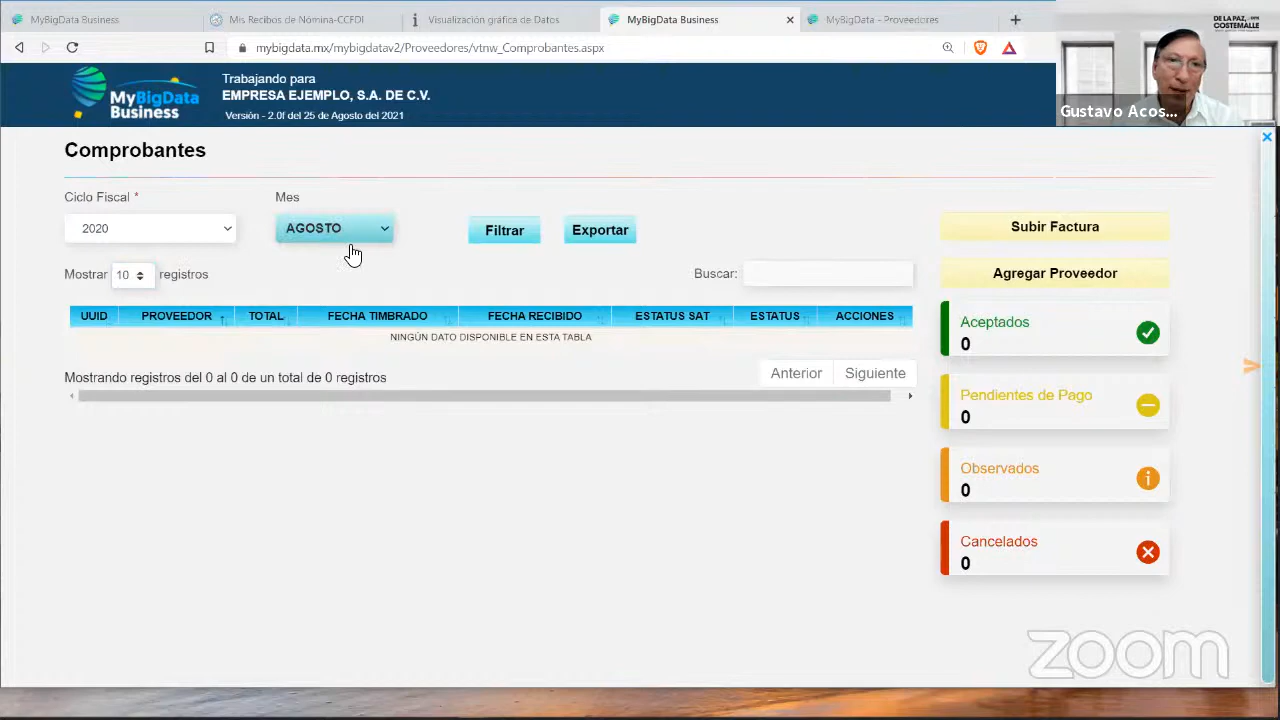 MyBigData Business
Mis Recibos de Nómina-CCFDI
Visualización gráfica de Datos
MyBigData Business
MyBigData - Proveedores
mybigdata.mx/mybigdatav2/Proveedores/vtnw_Comprobantes.aspx
DE LA PAZ,
COSTEMALLE
MyBigData
Business
Trabajando para
EMPRESA EJEMPLO, S.A. DE C.V.
Versión - 2.0f del 25 de Agosto del 2021
Gustavo Acos...
Comprobantes
Ciclo Fiscal *
Mes
2020
AGOSTO
Filtrar
Exportar
Subir Factura
Mostrar 10 registros
Buscar:
Agregar Proveedor
UUID PROVEEDOR TOTAL FECHA TIMBRADO FECHA RECIBIDO ESTATUS SAT ESTATUS ACCIONES
NINGÚN DATO DISPONIBLE EN ESTA TABLA
Mostrando registros del 0 al 0 de un total de 0 registros
Anterior
Siguiente
Aceptados
0
Pendientes de Pago
0
Observados
0
Cancelados
0
zoom